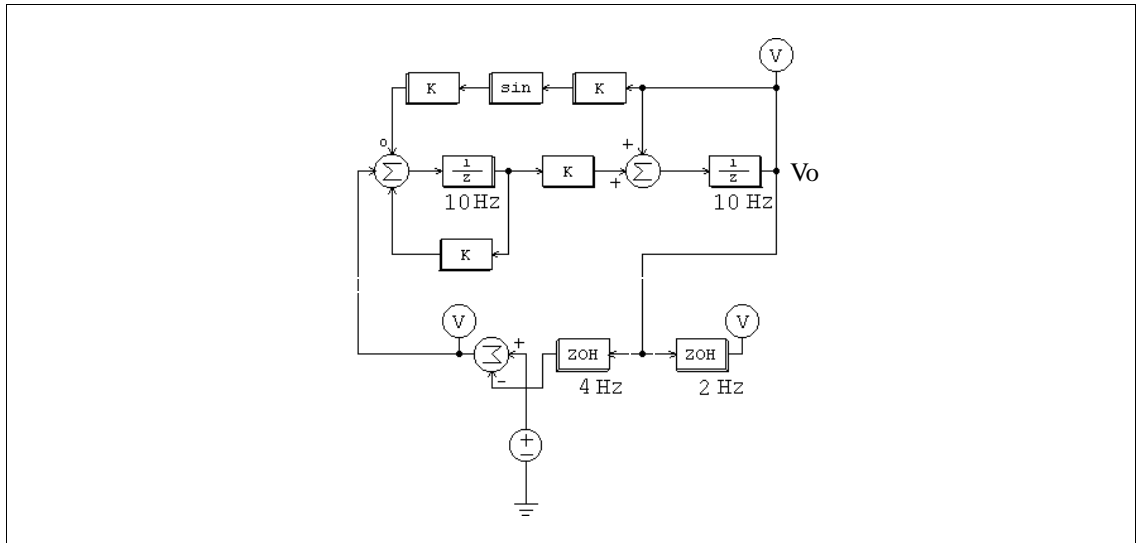 V
K sin K
o +
Σ 1/z K Σ 1/z Vo
+
10 Hz 10 Hz
K
V V
Σ + ZOH ZOH
−
4 Hz 2 Hz
+
−